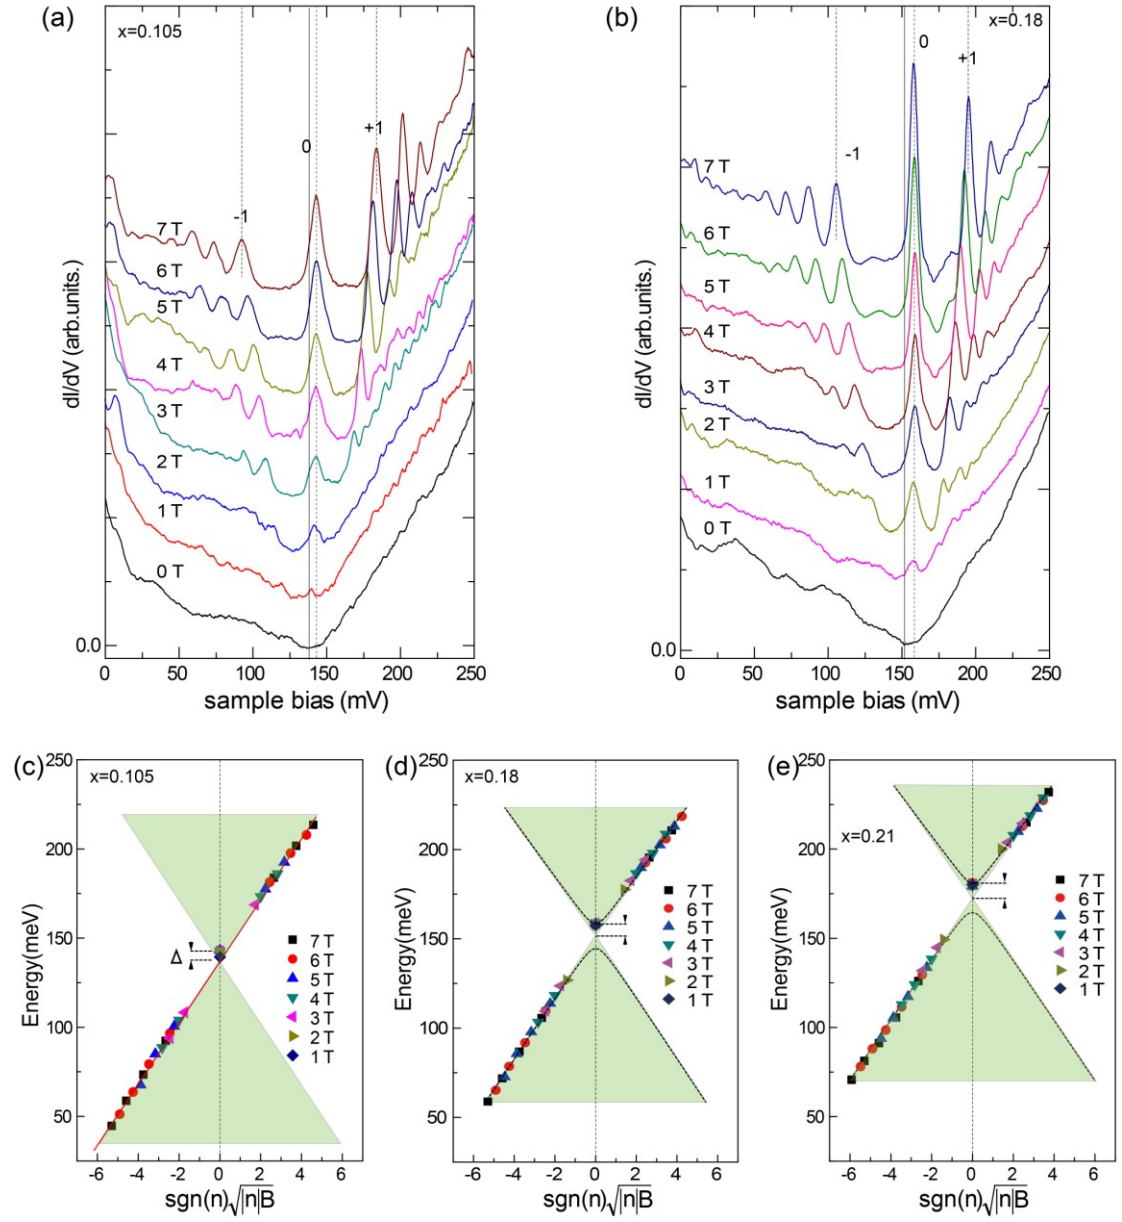 (a)
x=0.105
0
+1
-1
7 T
6 T
5 T
4 T
3 T
2 T
1 T
0 T
0.0
dI/dV (arb.units.)
0 50 100 150 200 250
sample bias (mV)
(b)
x=0.18
0
+1
-1
7 T
6 T
5 T
4 T
3 T
2 T
1 T
0 T
0.0
dI/dV (arb.units.)
0 50 100 150 200 250
sample bias (mV)
(c)
x=0.105
250
200
150
100
50
Energy(meV)
Δ
7 T
6 T
5 T
4 T
3 T
2 T
1 T
-6 -4 -2 0 2 4 6
sgn(n)√|n|B
(d)
x=0.18
250
200
150
100
50
Energy(meV)
7 T
6 T
5 T
4 T
3 T
2 T
1 T
-6 -4 -2 0 2 4 6
sgn(n)√|n|B
(e)
x=0.21
250
200
150
100
50
Energy(meV)
7 T
6 T
5 T
4 T
3 T
2 T
1 T
-6 -4 -2 0 2 4 6
sgn(n)√|n|B